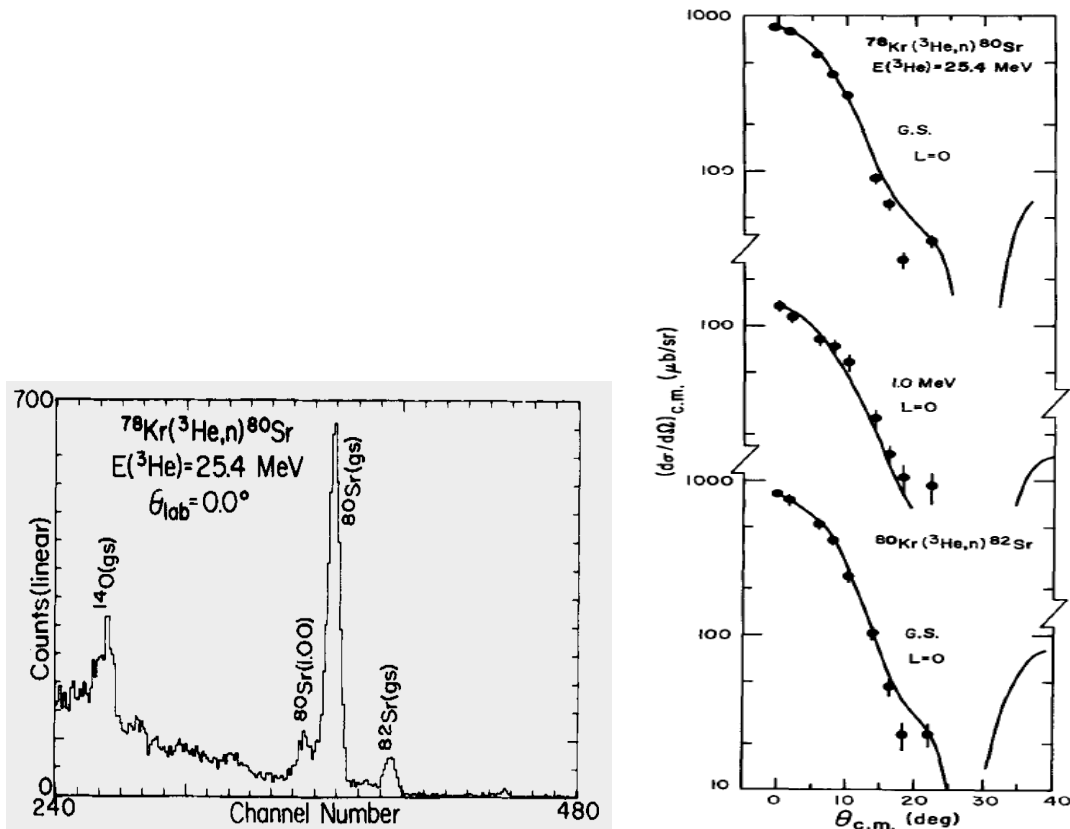 700
⁷⁸Kr(³He,n)⁸⁰Sr
E(³He)=25.4 MeV
θlab=0.0°
¹⁴O(gs)
⁸⁰Sr(1.00)
⁸⁰Sr(gs)
⁸²Sr(gs)
Counts(linear)
0
240
Channel Number
480
1000
⁷⁸Kr(³He,n)⁸⁰Sr
E(³He)=25.4 MeV
G.S.
L=0
100
100
1.0 MeV
L=0
(dσ/dΩ)c.m. (μb/sr)
1000
⁸⁰Kr(³He,n)⁸²Sr
100
G.S.
L=0
10
0
10
20
30
40
θc.m. (deg)